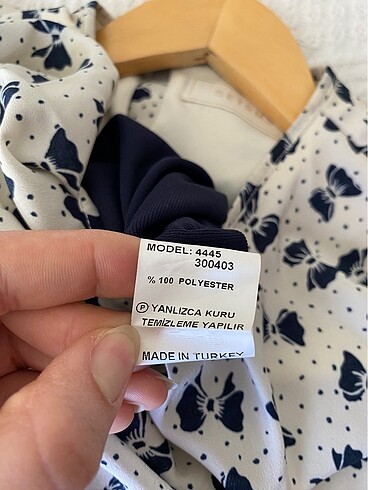 MODEL: 4445
300403
% 100 POLYESTER
Ⓟ YANLIZCA KURU
TEMİZLEME YAPILIR
MADE IN TURKEY